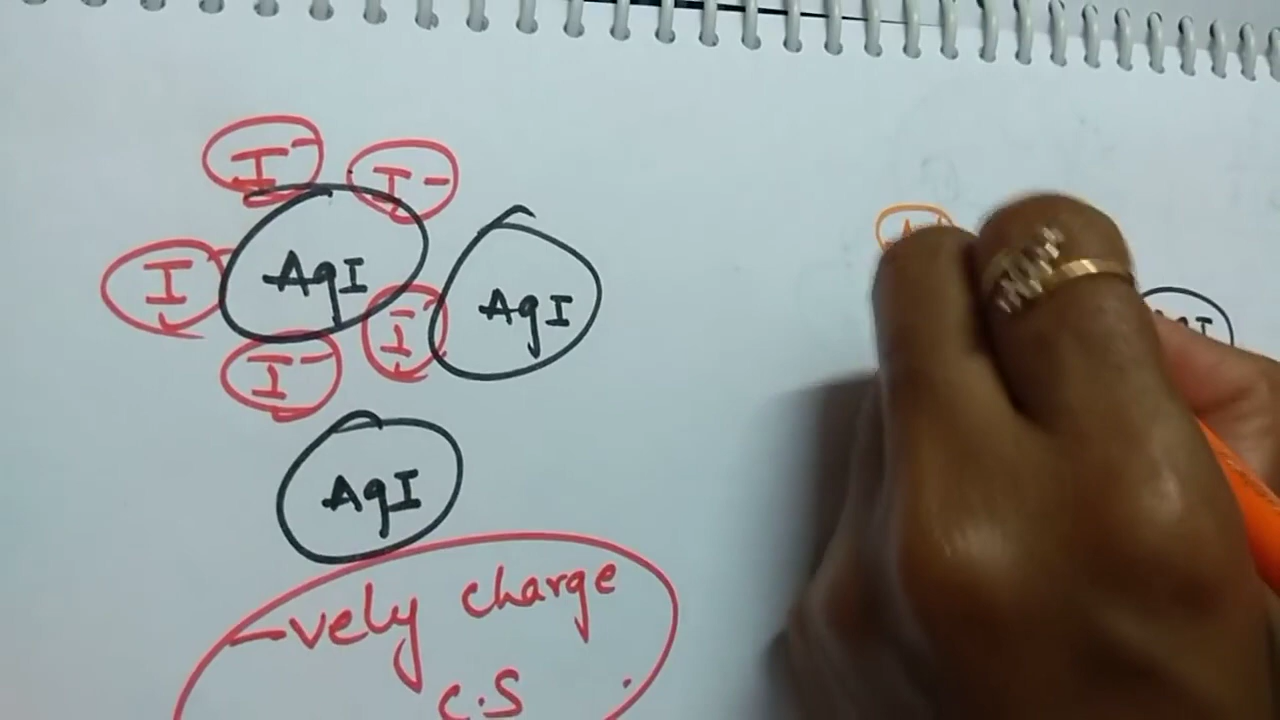 I⁻ I⁻
I AgI I⁻ AgI
I⁻
AgI
-vely charge
C.S